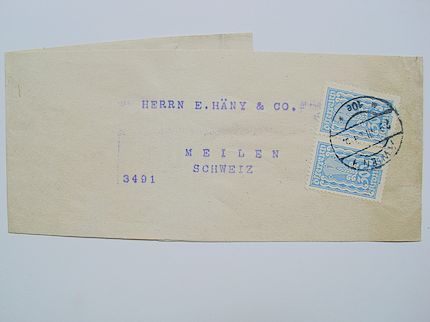 HERRN E.HÄNY & CO.
MEILEN
SCHWEIZ
3491